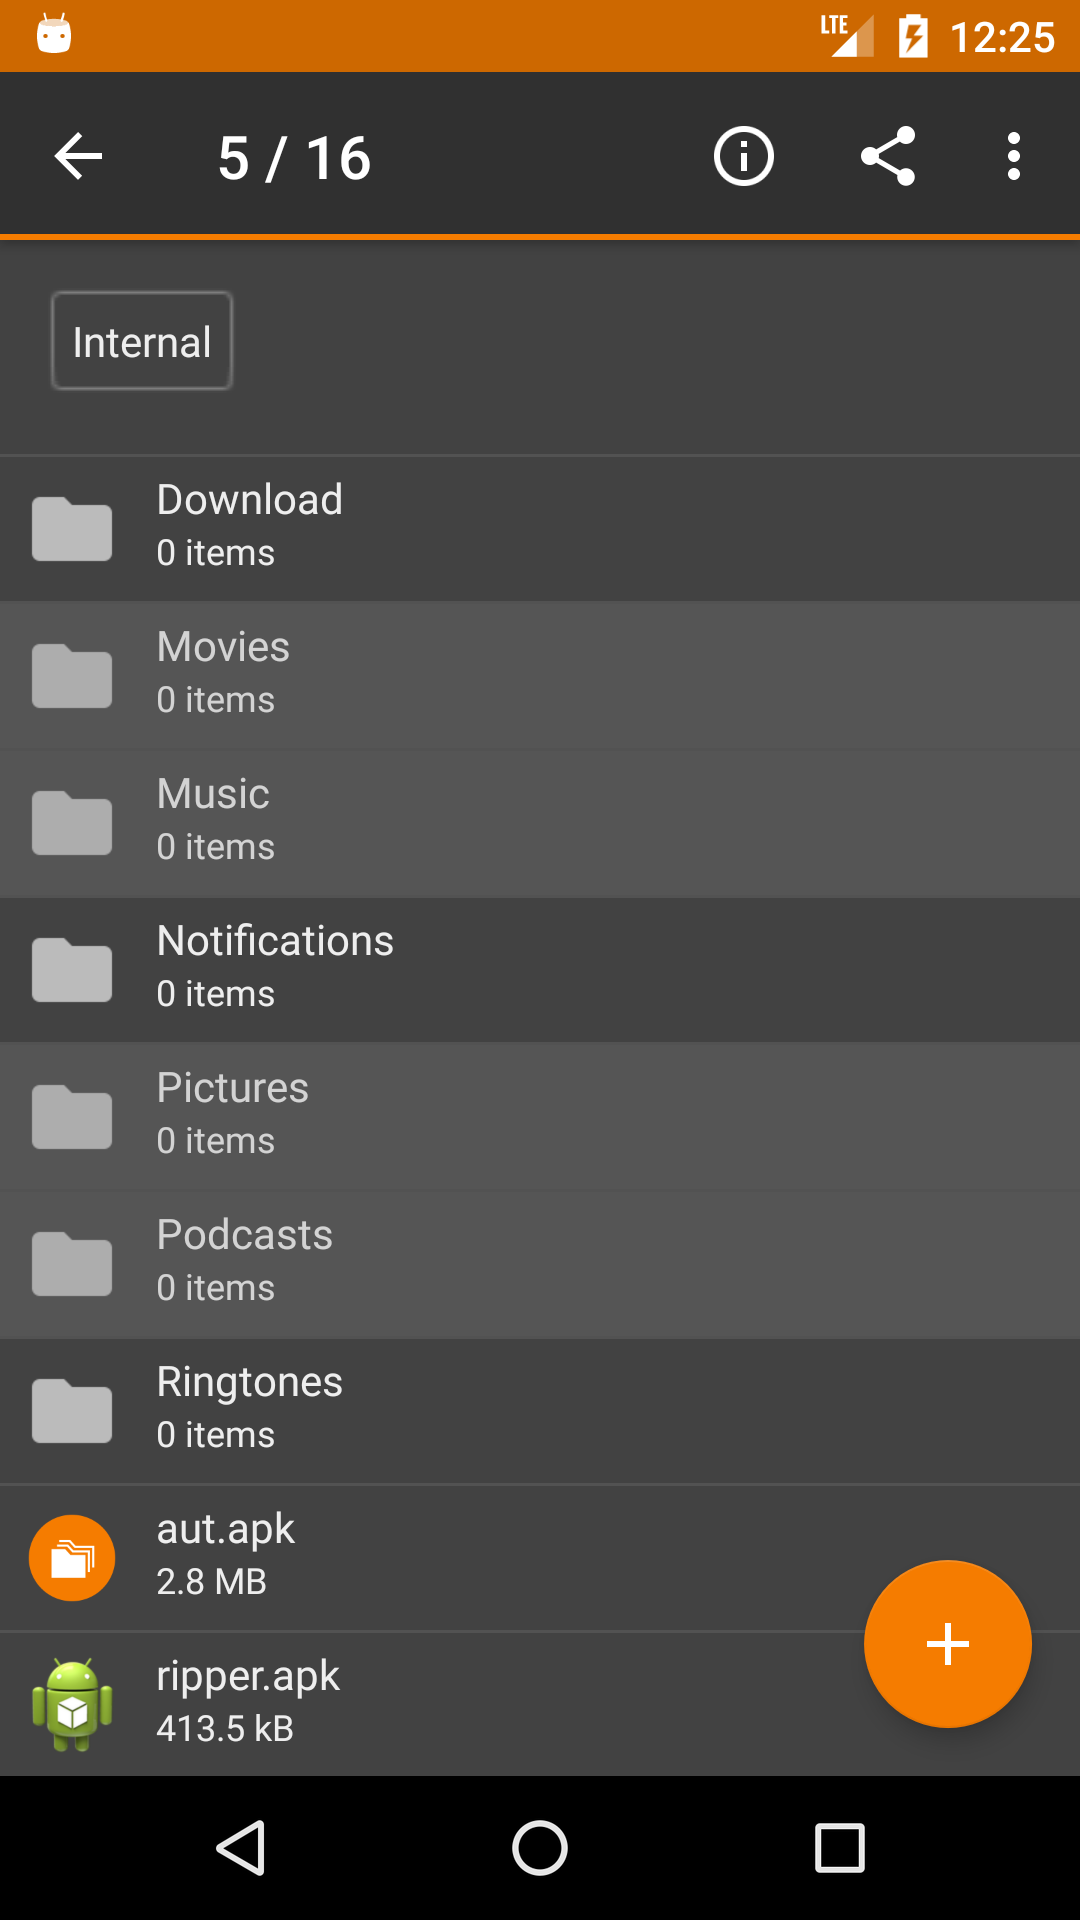 LTE 12:25
5 / 16
Internal
Download
0 items
Movies
0 items
Music
0 items
Notifications
0 items
Pictures
0 items
Podcasts
0 items
Ringtones
0 items
aut.apk
2.8 MB
ripper.apk
413.5 kB